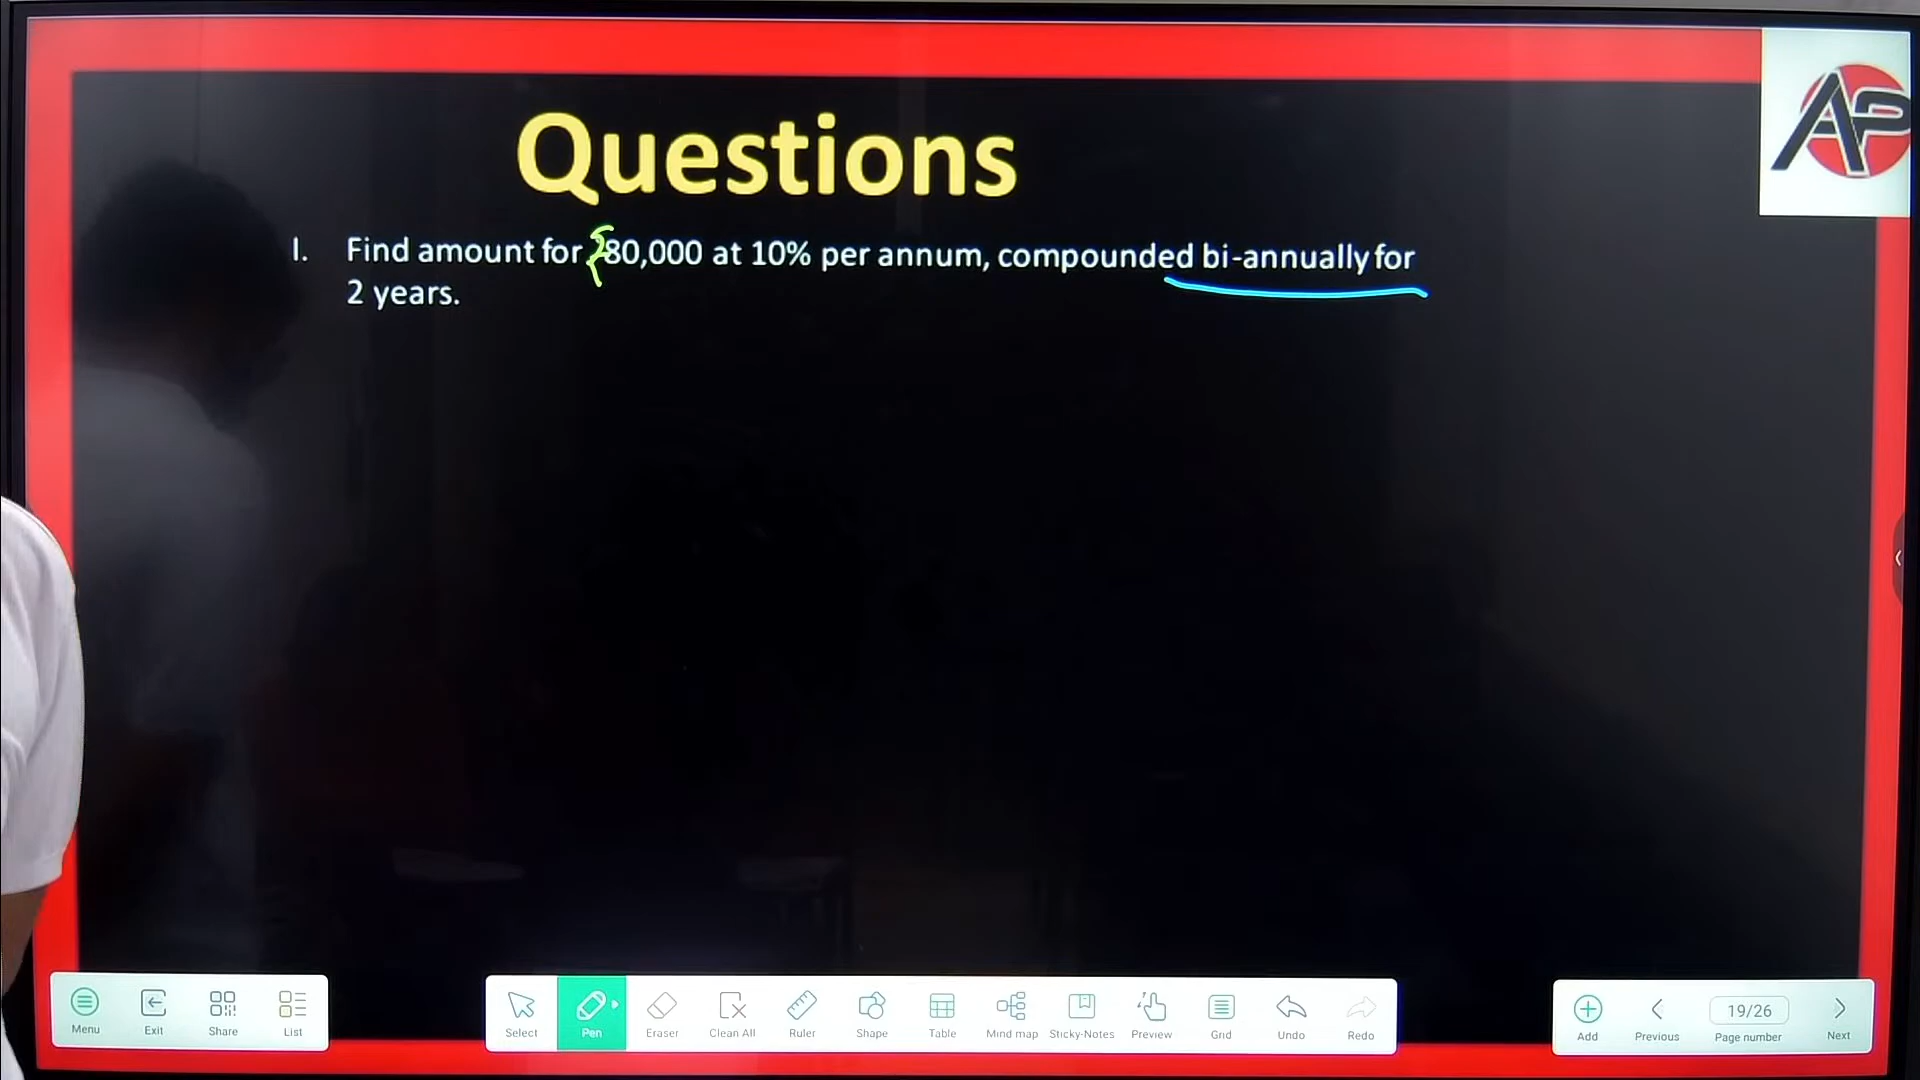 AP
Questions
I. Find amount for 80,000 at 10% per annum, compounded bi-annually for
2 years.
Menu Exit Share List
Select Pen Eraser Clean All Ruler Shape Table Mind map Sticky-Notes Preview Grid Undo Redo
19/26
Add Previous Page number Next